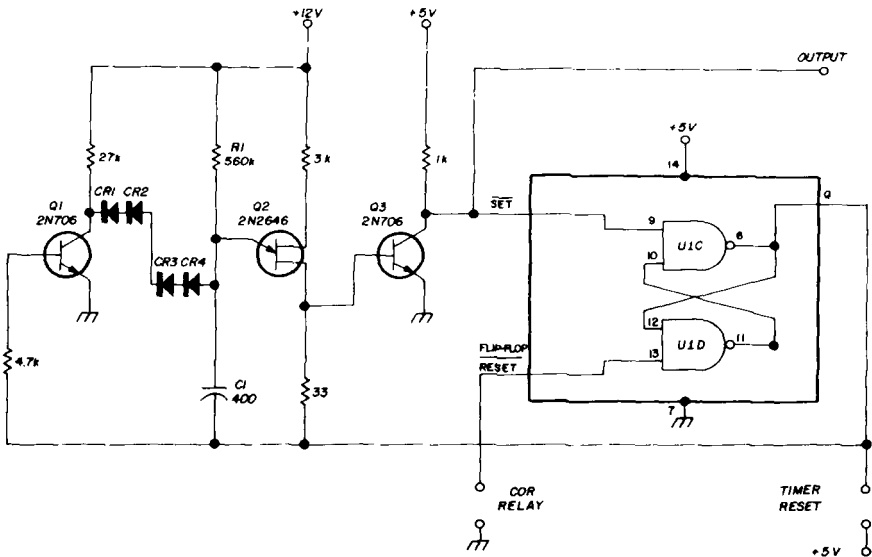 +12V
+5V
OUTPUT
27k
R1
560k
3k
1k
+5V
14
Q1
2N706
CR1 CR2
Q2
2N2646
Q3
2N706
SET
Q
9
U1C
6
10
CR3 CR4
12
U1D
11
13
FLIP-FLOP
RESET
4.7k
C1
400
33
7
COR
RELAY
TIMER
RESET
+5V